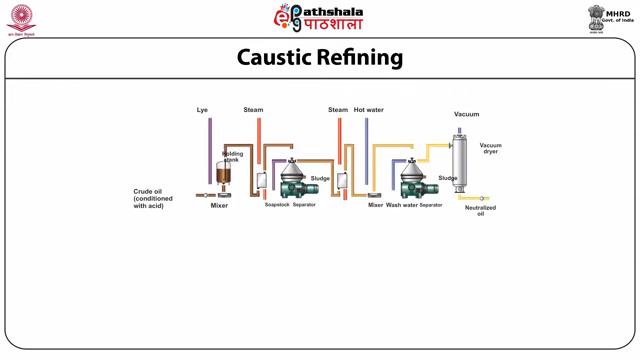 Pathshala
पाठशाला
MHRD
Govt. of India
Caustic Refining
Lye
Steam
Steam
Hot water
Vacuum
Holding
tank
Vacuum
dryer
Sludge
Sludge
Crude oil
(conditioned
with acid)
Mixer
Soapstock
Separator
Mixer
Wash water
Separator
Neutralized
oil